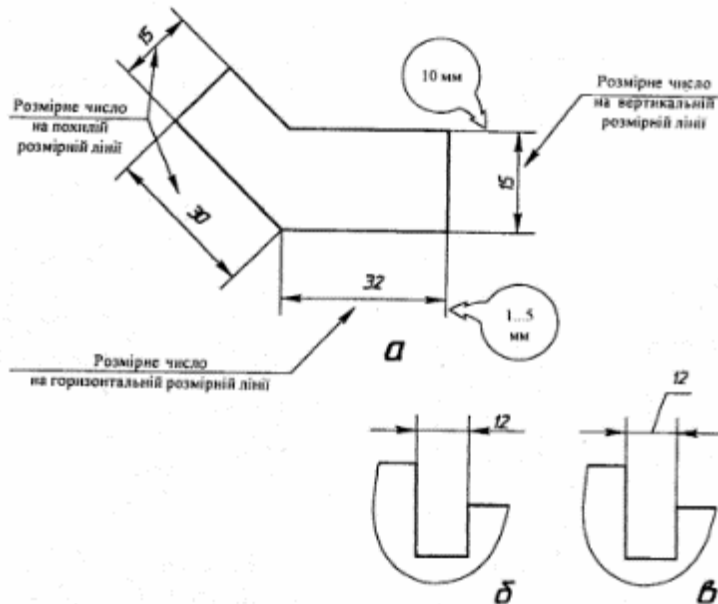 15
10 мм
Розмірне число
на похилій
розмірній лінії
Розмірне число
на вертикальній
розмірній лінії
15
30
32
1...5
мм
а
Розмірне число
на горизонтальній розмірній лінії
12
12
б
в